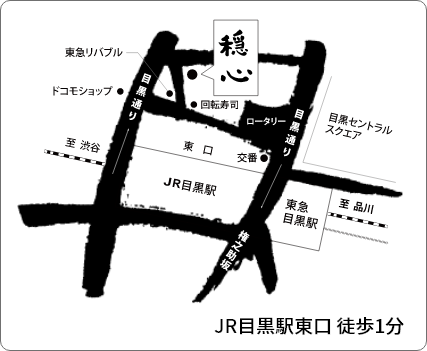 穏心
東急リバブル
ドコモショップ
目黒通り
回転寿司
ロータリー
目黒通り
目黒セントラル
スクエア
至 渋谷
東 口
交番
JR目黒駅
東急
目黒駅
至 品川
権之助坂
JR目黒駅東口 徒歩1分